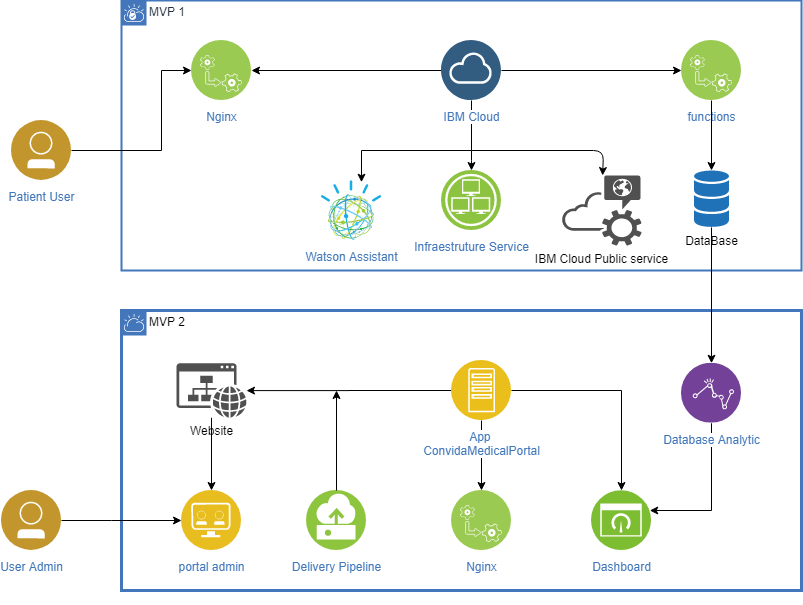 MVP 1
Nginx
IBM Cloud
functions
Patient User
Watson Assistant
Infraestruture Service
IBM Cloud Public service
DataBase
MVP 2
Website
App
ConvidaMedicalPortal
Database Analytic
User Admin
portal admin
Delivery Pipeline
Nginx
Dashboard